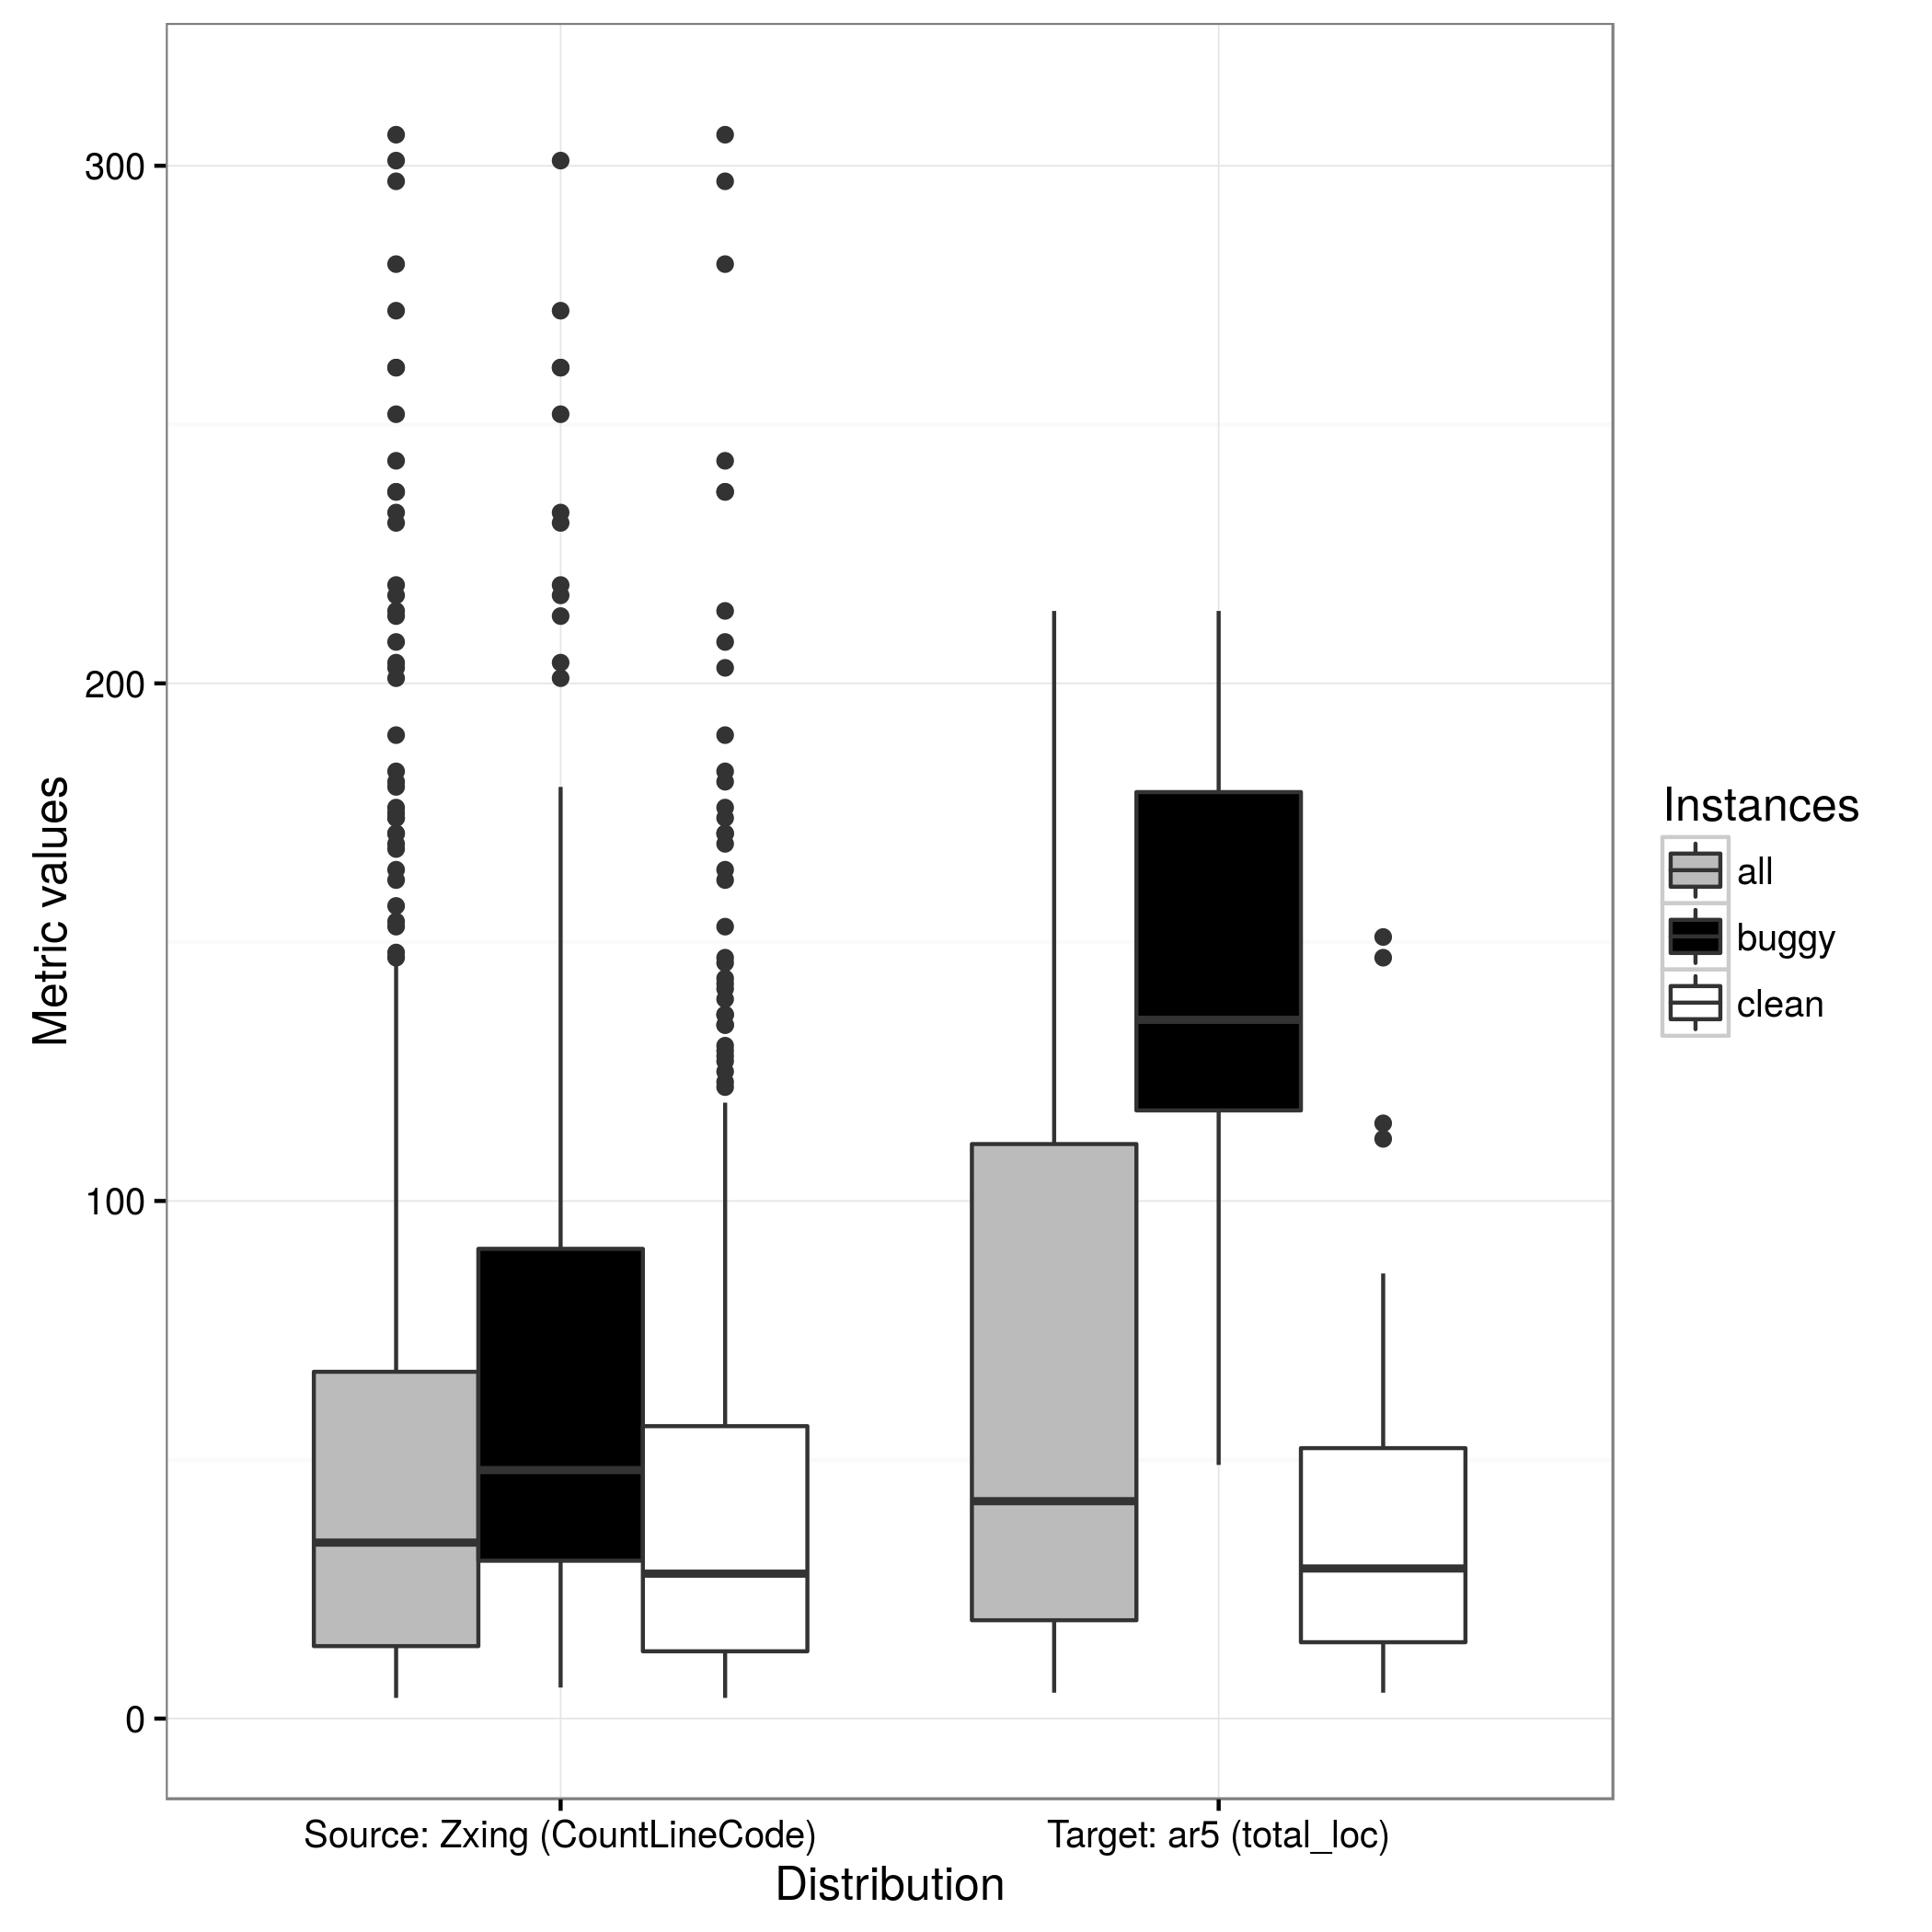 300
200
100
0
Metric values
Source: Zxing (CountLineCode)
Target: ar5 (total_loc)
Distribution
Instances
all
buggy
clean